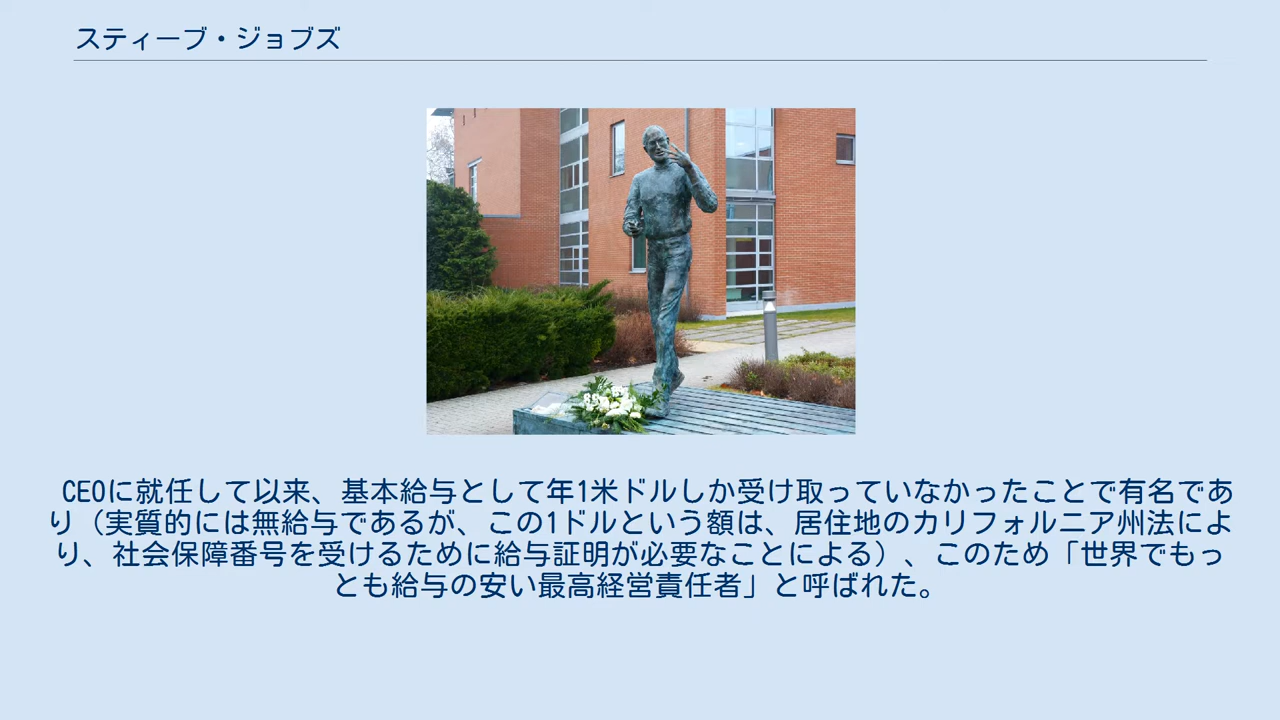 スティーブ・ジョブズ
CEOに就任して以来、基本給与として年1米ドルしか受け取っていなかったことで有名であ
り（実質的には無給与であるが、この1ドルという額は、居住地のカリフォルニア州法によ
り、社会保障番号を受けるために給与証明が必要なことによる）、このため「世界でもっ
とも給与の安い最高経営責任者」と呼ばれた。